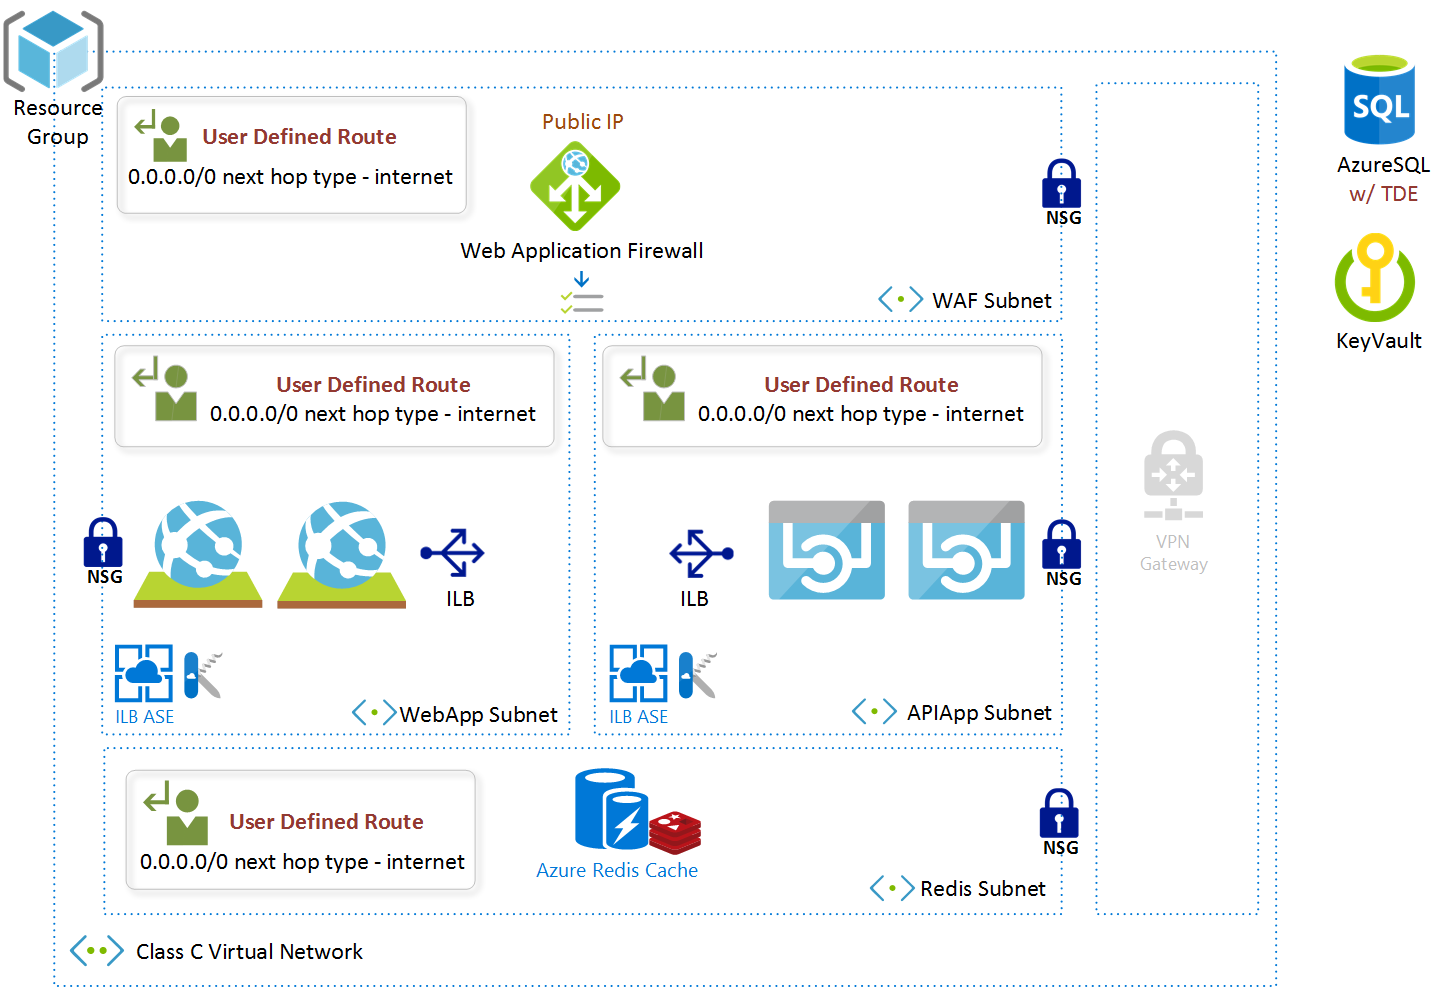 Resource
Group
User Defined Route
0.0.0.0/0 next hop type - internet
Public IP
Web Application Firewall
NSG
WAF Subnet
SQL
AzureSQL
w/ TDE
KeyVault
User Defined Route
0.0.0.0/0 next hop type - internet
NSG
ILB
ILB ASE
WebApp Subnet
User Defined Route
0.0.0.0/0 next hop type - internet
ILB
NSG
ILB ASE
APIApp Subnet
VPN
Gateway
User Defined Route
0.0.0.0/0 next hop type - internet
Azure Redis Cache
NSG
Redis Subnet
Class C Virtual Network